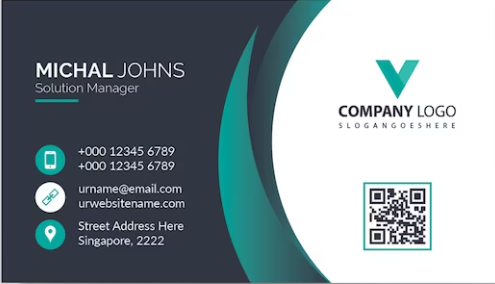 MICHAL JOHNS
Solution Manager
+000 12345 6789
+000 12345 6789
urname@email.com
urwebsitename.com
Street Address Here
Singapore, 2222
COMPANY LOGO
SLOGANGOESHERE